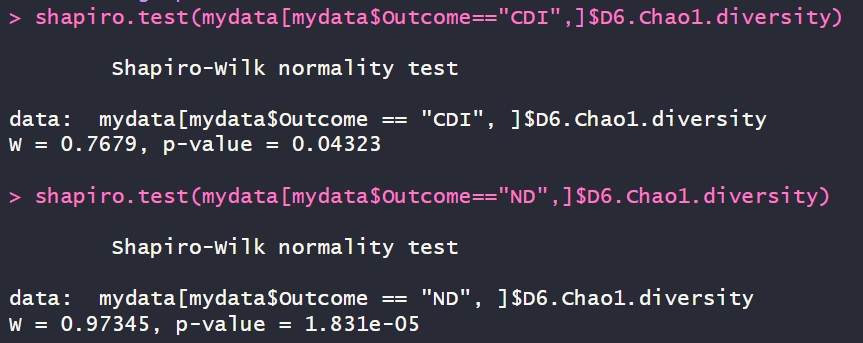 > shapiro.test(mydata[mydata$Outcome=="CDI",]$D6.Chao1.diversity)
Shapiro-Wilk normality test
data:  mydata[mydata$Outcome == "CDI", ]$D6.Chao1.diversity
W = 0.7679, p-value = 0.04323
> shapiro.test(mydata[mydata$Outcome=="ND",]$D6.Chao1.diversity)
Shapiro-Wilk normality test
data:  mydata[mydata$Outcome == "ND", ]$D6.Chao1.diversity
W = 0.97345, p-value = 1.831e-05